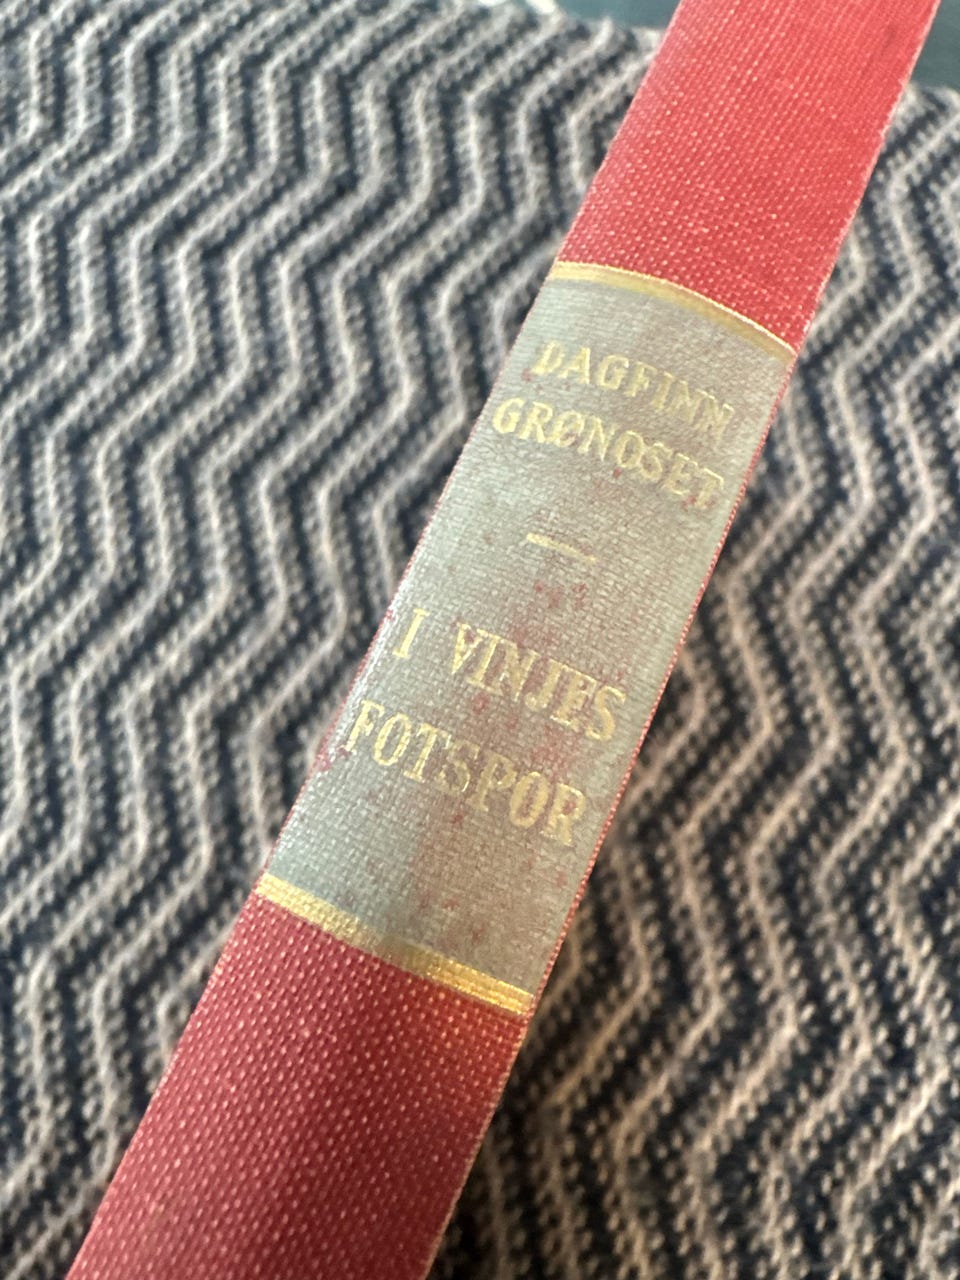 DAGFINN
GRØNOSET
—
I VINJES
FOTSPOR